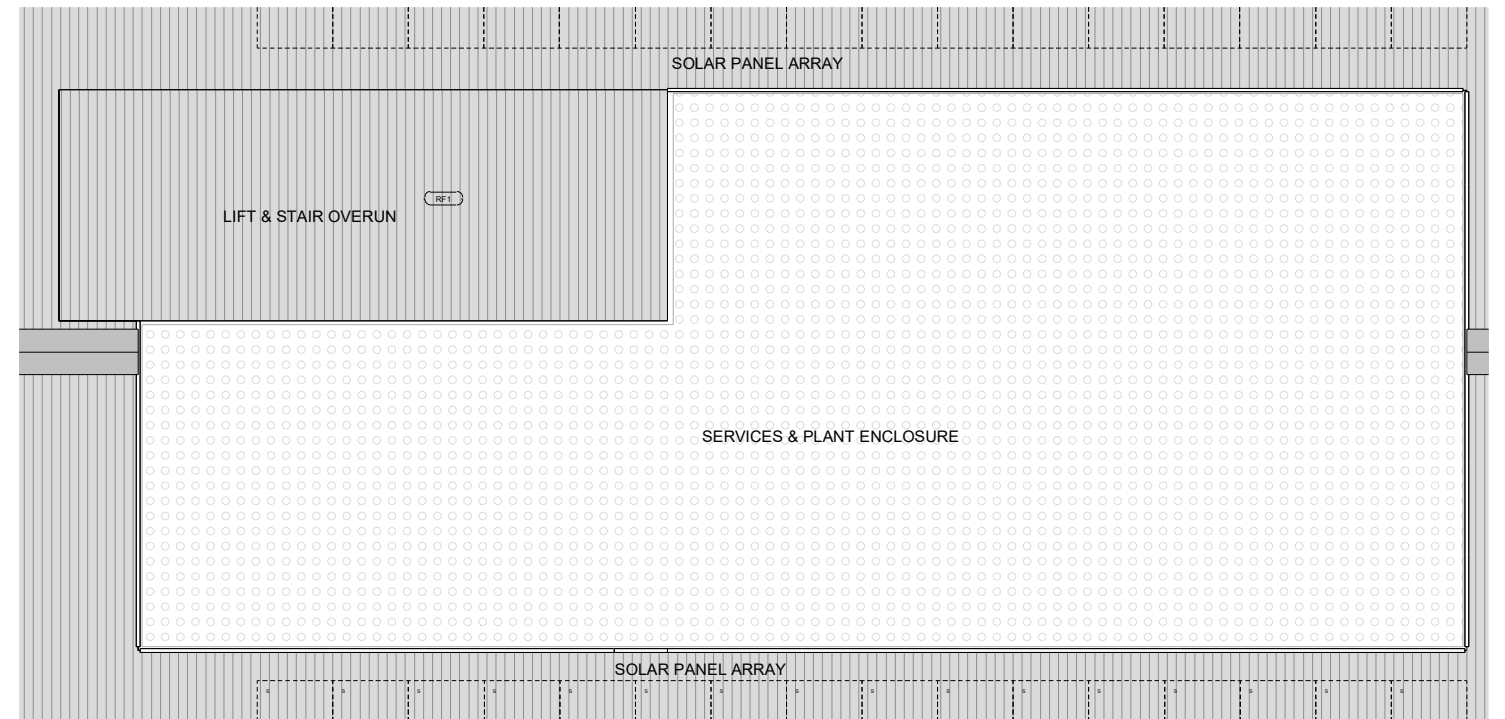 SOLAR PANEL ARRAY
RF1
LIFT & STAIR OVERUN
SERVICES & PLANT ENCLOSURE
SOLAR PANEL ARRAY
s s s s s s s s s s s s s s s s